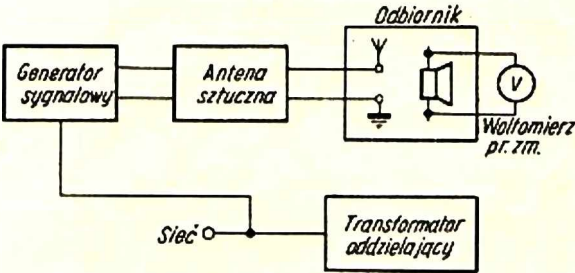 Odbiornik
Generator
sygnałowy
Antena
sztuczna
V
Woltomierz
pr. zm.
Sieć
Transformator
oddzielający